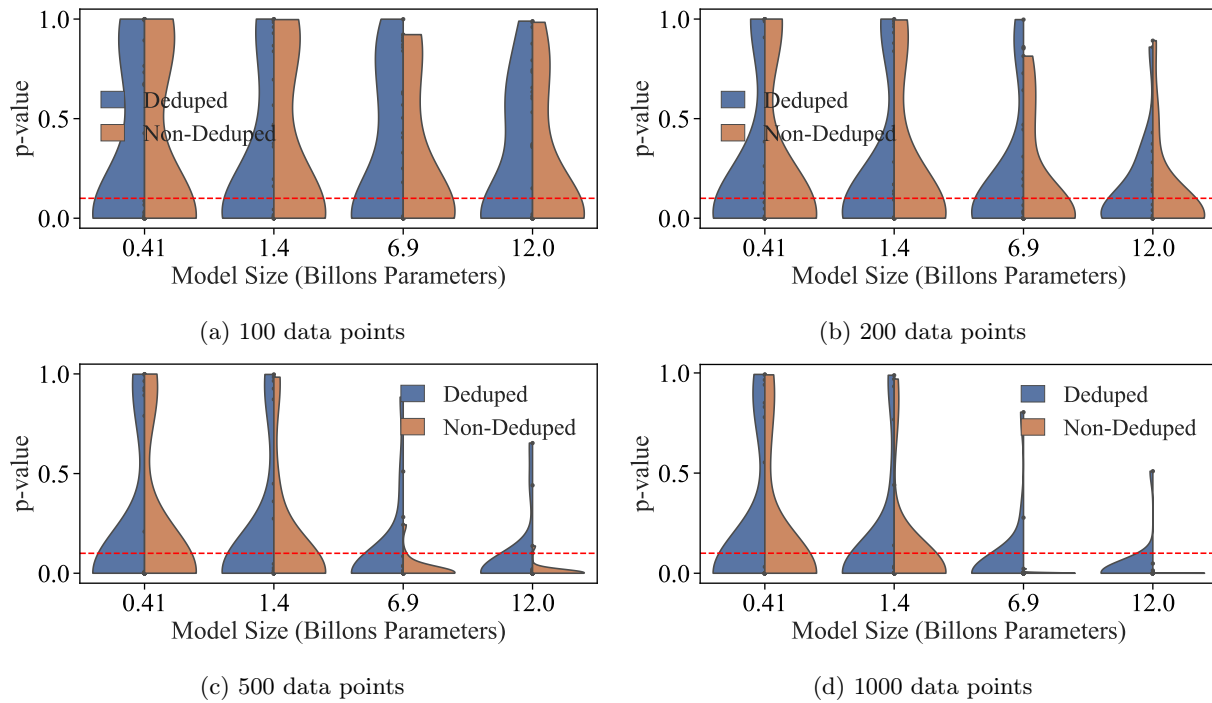 1.0
0.5
0.0
p-value
Deduped
Non-Deduped
0.41 1.4 6.9 12.0
Model Size (Billons Parameters)
(a) 100 data points
1.0
0.5
0.0
p-value
Deduped
Non-Deduped
0.41 1.4 6.9 12.0
Model Size (Billons Parameters)
(b) 200 data points
1.0
0.5
0.0
p-value
Deduped
Non-Deduped
0.41 1.4 6.9 12.0
Model Size (Billons Parameters)
(c) 500 data points
1.0
0.5
0.0
p-value
Deduped
Non-Deduped
0.41 1.4 6.9 12.0
Model Size (Billons Parameters)
(d) 1000 data points